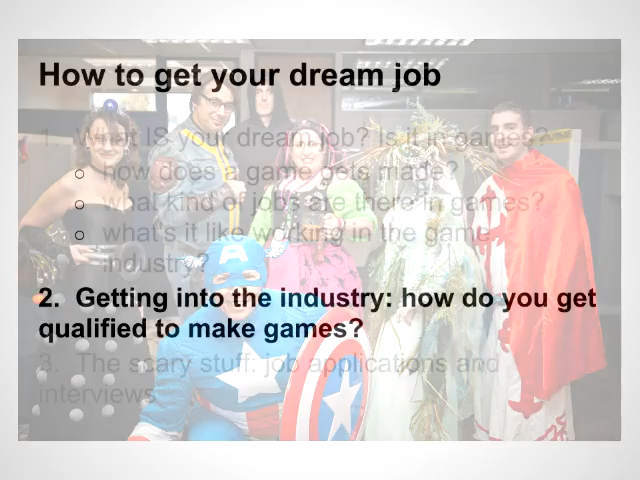 How to get your dream job
1. What IS your dream job? Is it in games?
o how does a game gets made?
o what kind of jobs are there in games?
o what's it like working in the game
industry?
2. Getting into the industry: how do you get
qualified to make games?
3. The scary stuff: job applications and
interviews
A